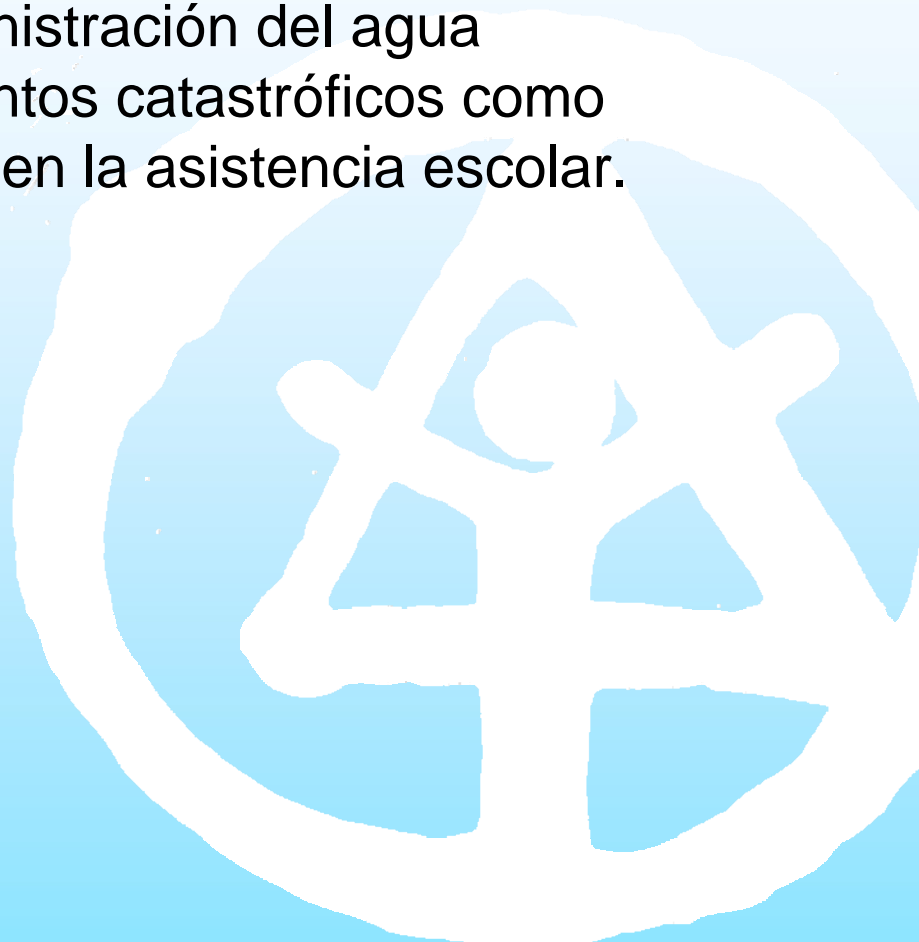 nistración del agua
ntos catastróficos como
en la asistencia escolar.